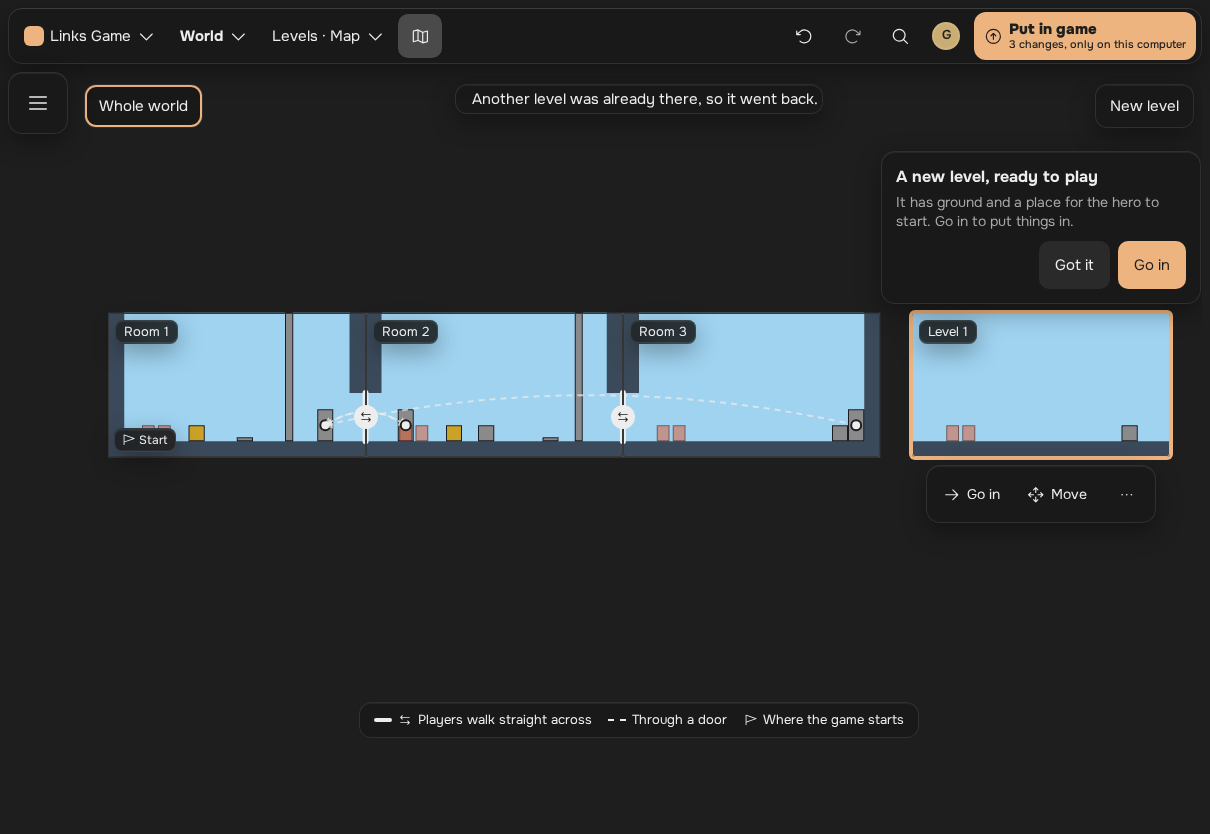 Links Game
World
Levels · Map
G
Put in game
3 changes, only on this computer
Whole world
Another level was already there, so it went back.
New level
A new level, ready to play
It has ground and a place for the hero to
start. Go in to put things in.
Got it
Go in
Room 1
Room 2
Room 3
Level 1
Start
Go in
Move
Players walk straight across
Through a door
Where the game starts